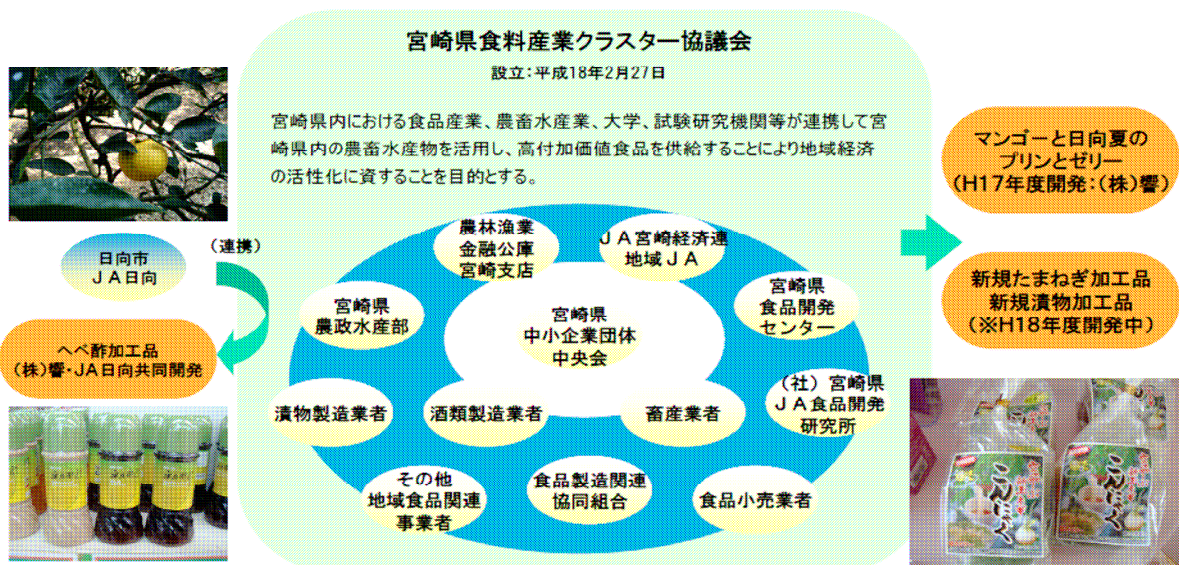 宮崎県食料産業クラスター協議会
設立：平成18年2月27日
宮崎県内における食品産業、農畜水産業、大学、試験研究機関等が連携して宮
崎県内の農畜水産物を活用し、高付加価値食品を供給することにより地域経済
の活性化に資することを目的とする。
日向市
ＪＡ日向
（連携）
ヘベ酢加工品
（株）響・JA日向共同開発
農林漁業
金融公庫
宮崎支店
ＪＡ宮崎経済連
地域ＪＡ
宮崎県
農政水産部
宮崎県
中小企業団体
中央会
宮崎県
食品開発
センター
漬物製造業者
酒類製造業者
畜産業者
（社）宮崎県
ＪＡ食品開発
研究所
その他
地域食品関連
事業者
食品製造関連
協同組合
食品小売業者
マンゴーと日向夏の
プリンとゼリー
（H17年度開発：（株）響）
新規たまねぎ加工品
新規漬物加工品
（※H18年度開発中）
こんにゃく
こんにゃく